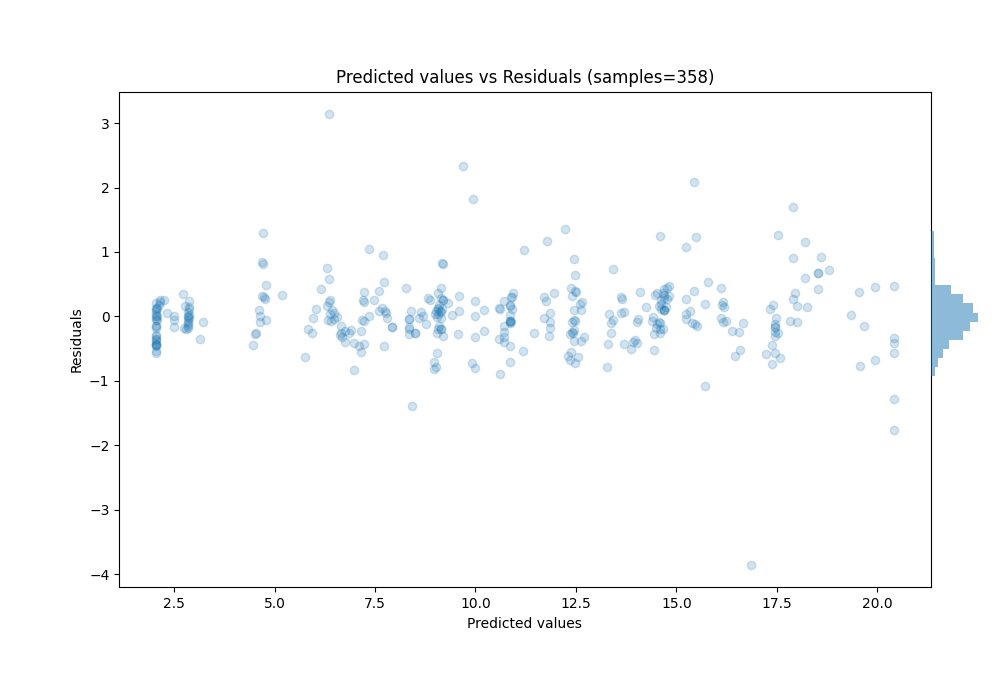 Predicted values vs Residuals (samples=358)
3
2
1
0
−1
−2
−3
−4
Residuals
2.5 5.0 7.5 10.0 12.5 15.0 17.5 20.0
Predicted values